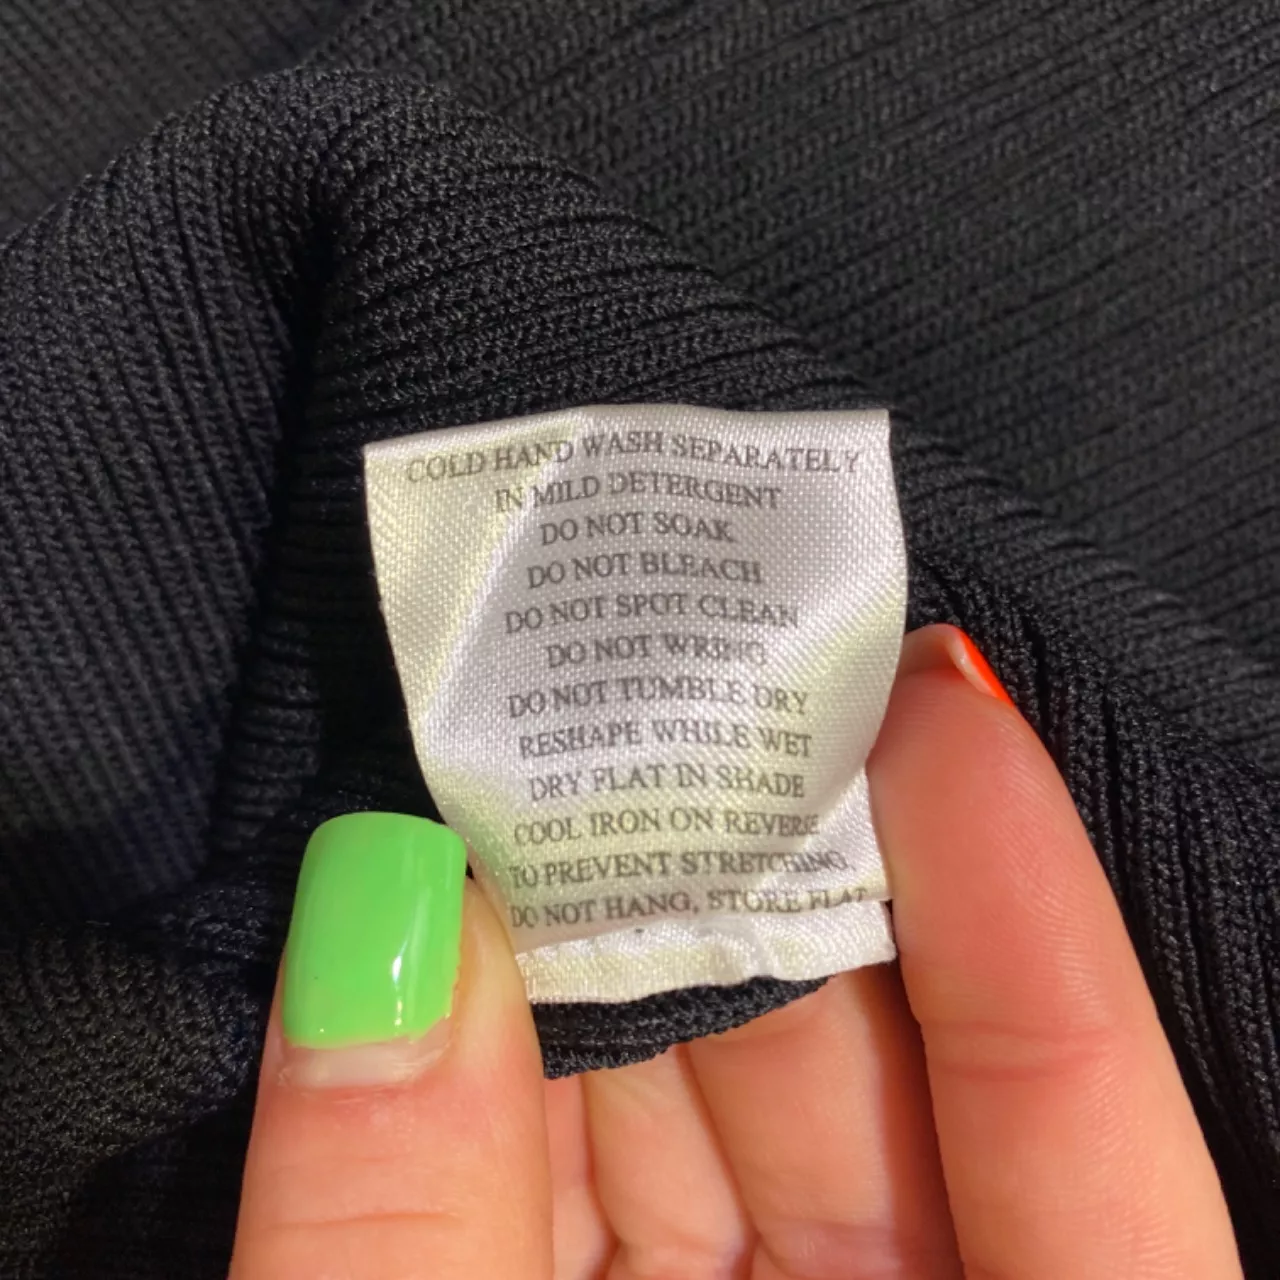 COLD HAND WASH SEPARATELY
IN MILD DETERGENT
DO NOT SOAK
DO NOT BLEACH
DO NOT SPOT CLEAN
DO NOT WRING
DO NOT TUMBLE DRY
RESHAPE WHILE WET
DRY FLAT IN SHADE
COOL IRON ON REVERSE
TO PREVENT STRETCHING
DO NOT HANG, STORE FLAT